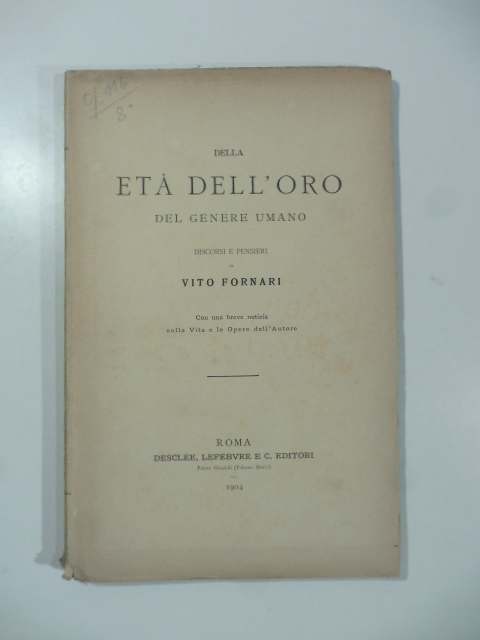 DELLA
ETÀ DELL'ORO
DEL GENERE UMANO
DISCORSI E PENSIERI
DI
VITO FORNARI
Con una breve notizia
sulla Vita e le Opere dell'Autore
ROMA
DESCLÉE, LEFEBVRE E C. EDITORI
1904